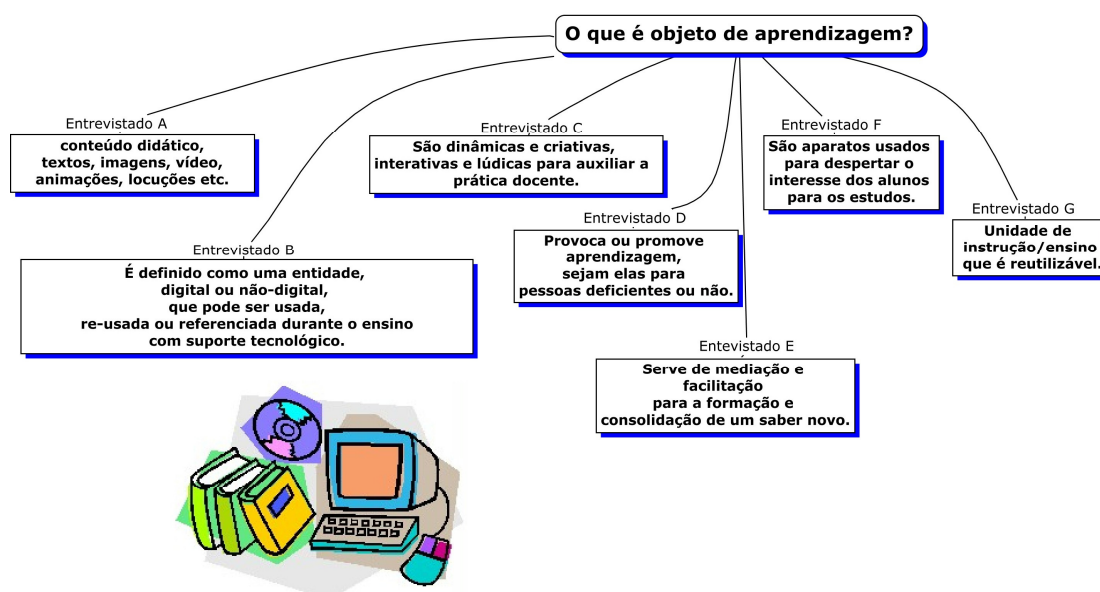 O que é objeto de aprendizagem?
Entrevistado A
conteúdo didático,
textos, imagens, vídeo,
animações, locuções etc.
Entrevistado B
É definido como uma entidade,
digital ou não-digital,
que pode ser usada,
re-usada ou referenciada durante o ensino
com suporte tecnológico.
Entrevistado C
São dinâmicas e criativas,
interativas e lúdicas para auxiliar a
prática docente.
Entrevistado D
Provoca ou promove
aprendizagem,
sejam elas para
pessoas deficientes ou não.
Entevistado E
Serve de mediação e
facilitação
para a formação e
consolidação de um saber novo.
Entrevistado F
São aparatos usados
para despertar o
interesse dos alunos
para os estudos.
Entrevistado G
Unidade de
instrução/ensino
que é reutilizável.